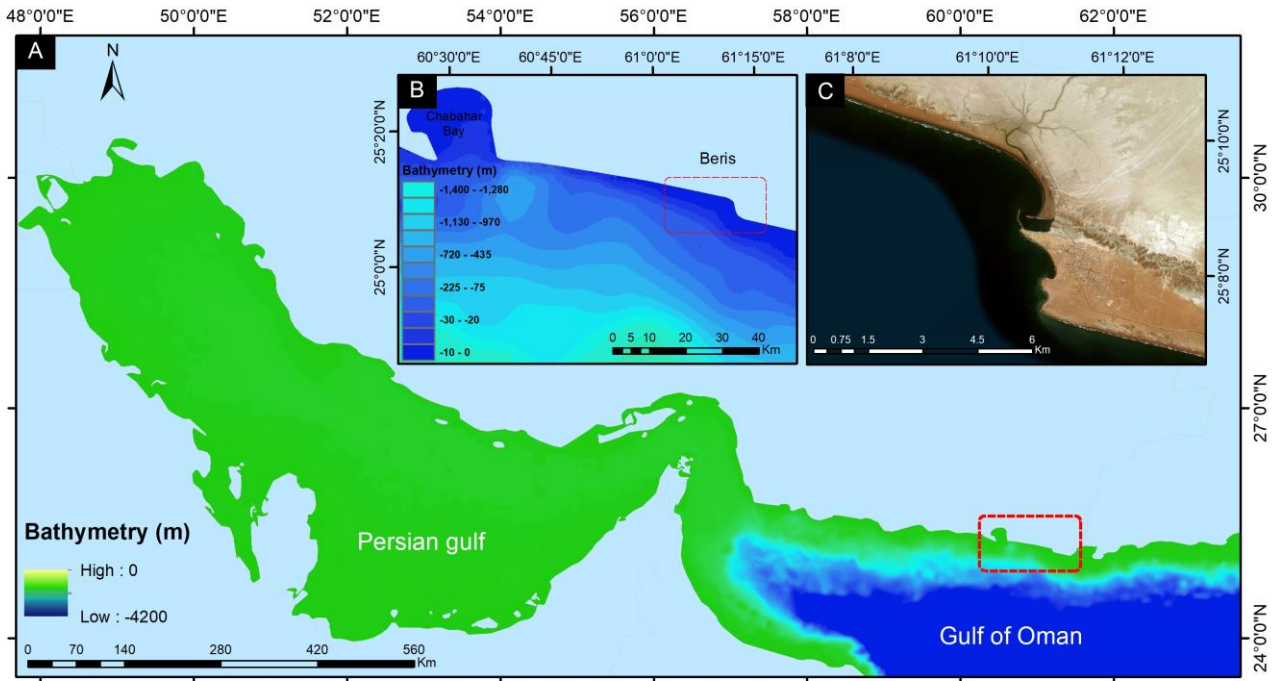 48°0'0"E 50°0'0"E 52°0'0"E 54°0'0"E 56°0'0"E 58°0'0"E 60°0'0"E 62°0'0"E
A
N
B
60°30'0"E 60°45'0"E 61°0'0"E 61°15'0"E
25°20'0"N
25°0'0"N
Chabahar
Bay
Beris
Bathymetry (m)
-1,400 - -1,280
-1,130 - -970
-720 - -435
-225 - -75
-30 - -20
-10 - 0
0 5 10 20 30 40
Km
C
61°8'0"E 61°10'0"E 61°12'0"E
25°10'0"N
25°8'0"N
0 0.75 1.5 3 4.5 6
Km
30°0'0"N
27°0'0"N
24°0'0"N
Persian gulf
Gulf of Oman
Bathymetry (m)
High : 0
Low : -4200
0 70 140 280 420 560
Km